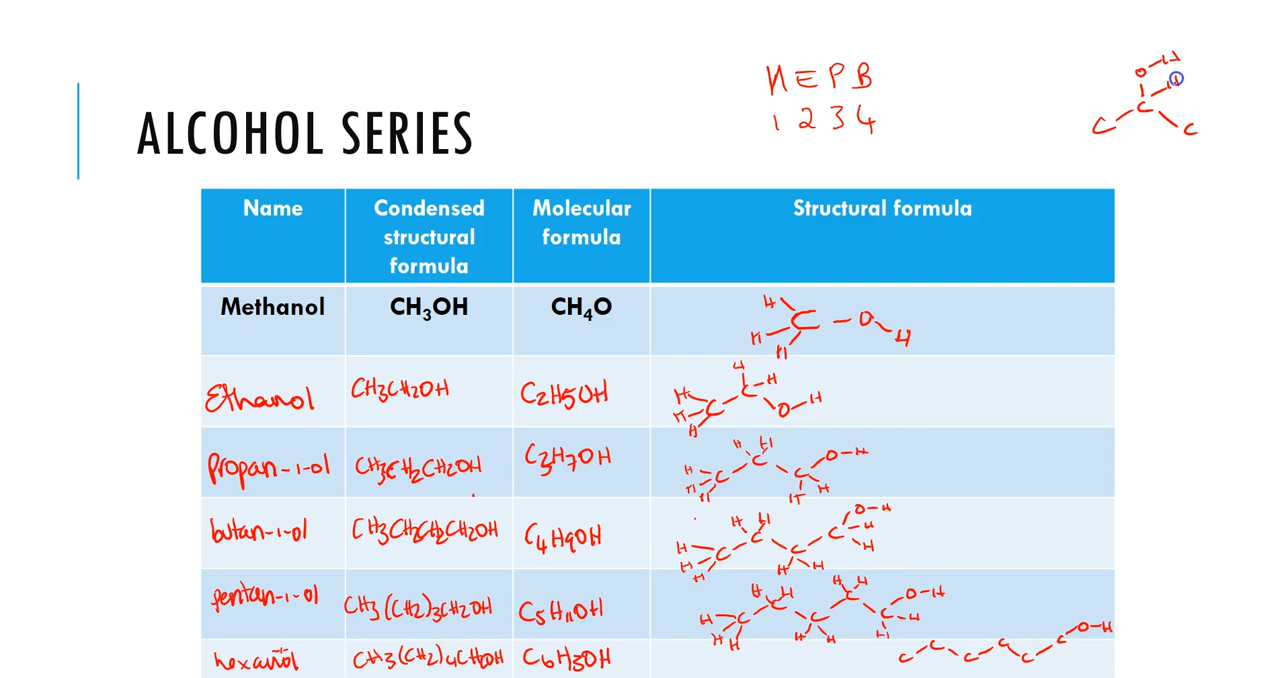 MEPB
1 2 3 4
ALCOHOL SERIES
Name Condensed structural formula Molecular formula Structural formula
Methanol CH₃OH CH₄O
Ethanol CH3CH2OH C2H5OH
Propan-1-ol CH3CH2CH2OH C3H7OH
butan-1-ol CH3CH2CH2CH2OH C4H9OH
pentan-1-ol CH3(CH2)3CH2OH C5H11OH
CH3(CH2)4CH2OH C6H3OH